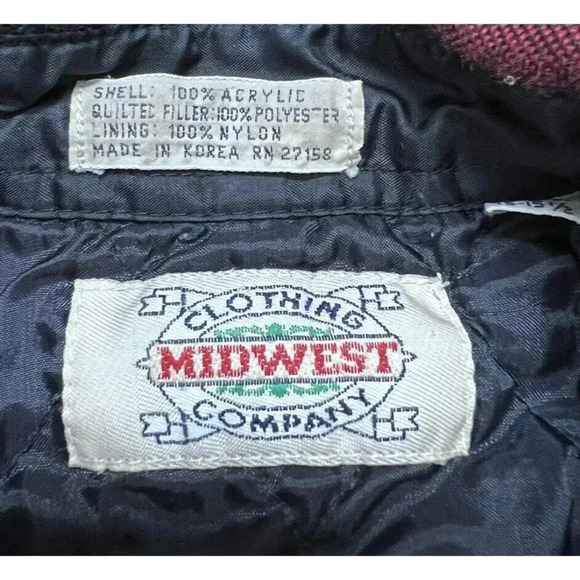 SHELL: 100% ACRYLIC
QUILTED FILLER:100%POLYESTER
LINING: 100% NYLON
MADE IN KOREA RN 27158
CLOTHING
MIDWEST
COMPANY